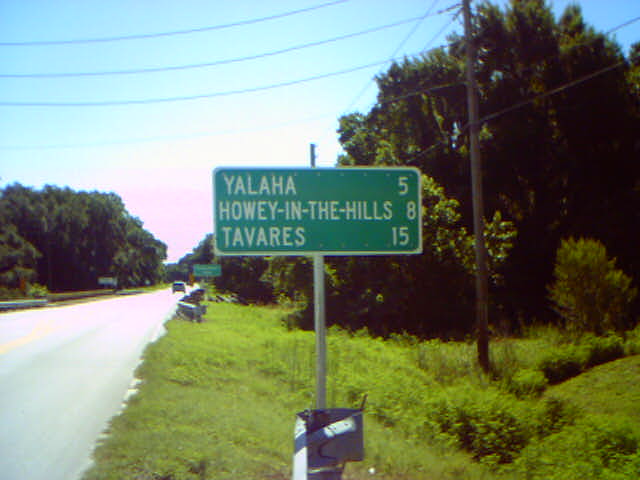 YALAHA 5
HOWEY-IN-THE-HILLS 8
TAVARES 15